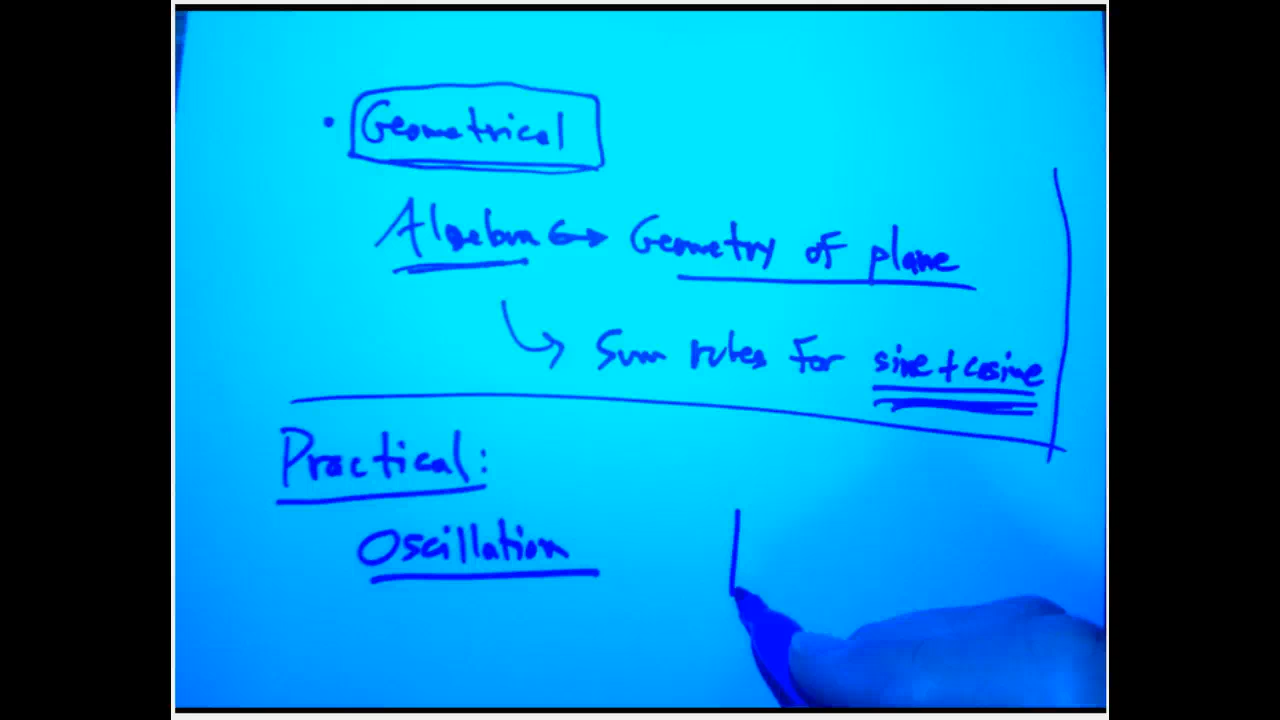 • Geometrical
Algebra ↔ Geometry of plane
↳ Sum rules for sine + cosine
Practical:
Oscillation